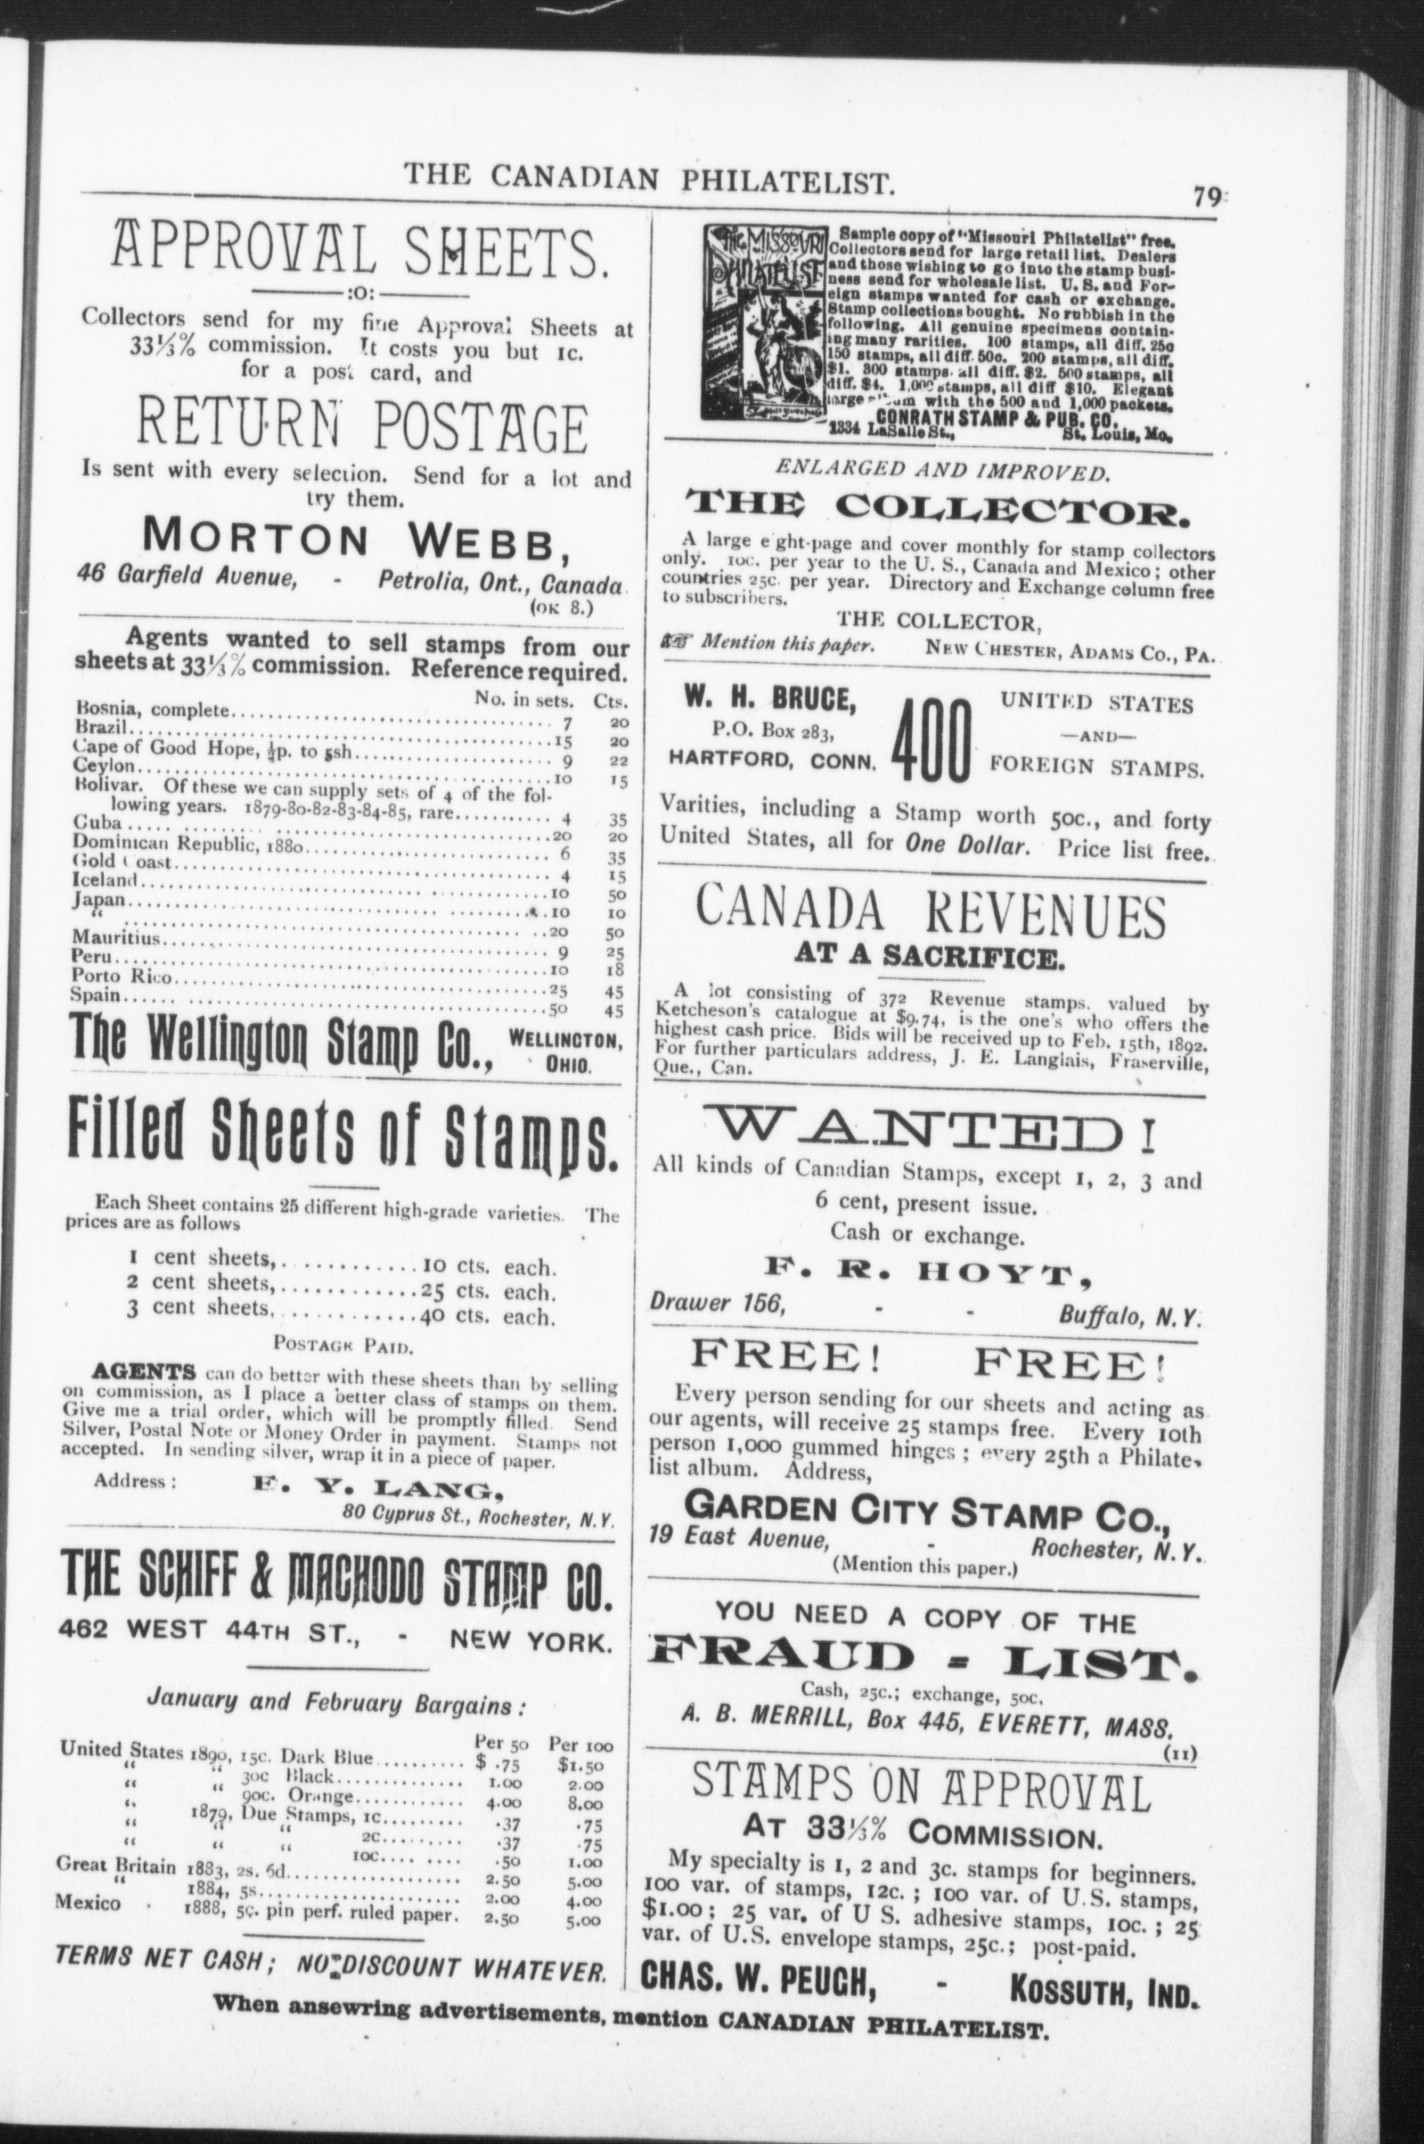 THE CANADIAN PHILATELIST.
79
APPROVAL SHEETS.
:O:
Collectors send for my fine Approval Sheets at
33⅓% commission. It costs you but 1c.
for a post card, and
RETURN POSTAGE
Is sent with every selection. Send for a lot and
try them.
MORTON WEBB,
46 Garfield Avenue, - Petrolia, Ont., Canada.
(OK 8.)
Agents wanted to sell stamps from our
sheets at 33⅓% commission. Reference required.
No. in sets. Cts.
Bosnia, complete 7 20
Brazil 15 20
Cape of Good Hope, ½p. to 5sh 9 22
Ceylon 10 15
Bolivar. Of these we can supply sets of 4 of the fol-
lowing years. 1879-80-82-83-84-85, rare 4 35
Cuba 20 20
Dominican Republic, 1880 6 35
Gold Coast 4 15
Iceland 10 50
Japan 10 10
" 20 50
Mauritius 9 25
Peru 10 18
Porto Rico 25 45
Spain 50 45
The Wellington Stamp Co., WELLINGTON,
OHIO.
Filled Sheets of Stamps.
Each Sheet contains 25 different high-grade varieties. The
prices are as follows
1 cent sheets, 10 cts. each.
2 cent sheets, 25 cts. each.
3 cent sheets. 40 cts. each.
POSTAGE PAID.
AGENTS can do better with these sheets than by selling
on commission, as I place a better class of stamps on them.
Give me a trial order, which will be promptly filled. Send
Silver, Postal Note or Money Order in payment. Stamps not
accepted. In sending silver, wrap it in a piece of paper.
Address: F. Y. LANG,
80 Cyprus St., Rochester, N.Y.
THE SCHIFF & MACHODO STAMP CO.
462 WEST 44TH ST., - NEW YORK.
January and February Bargains:
Per 50 Per 100
United States 1890, 15c. Dark Blue $ .75 $1.50
" " 30c Black 1.00 2.00
" " 90c. Orange 4.00 8.00
" 1879, Due Stamps, 1c .37 .75
" " " 2c .37 .75
" " " 10c .50 1.00
Great Britain 1883, 2s. 6d 2.50 5.00
" 1884, 5s 2.00 4.00
Mexico 1888, 5c. pin perf. ruled paper. 2.50 5.00
TERMS NET CASH; NO DISCOUNT WHATEVER.
The MISSOURI PHILATELIST
Sample copy of "Missouri Philatelist" free.
Collectors send for large retail list. Dealers
and those wishing to go into the stamp busi-
ness send for wholesale list. U.S. and For-
eign stamps wanted for cash or exchange.
Stamp collections bought. No rubbish in the
following. All genuine specimens contain-
ing many rarities. 100 stamps, all diff. 25c
150 stamps, all diff. 50c. 200 stamps, all diff.
$1. 300 stamps. all diff. $2. 500 stamps, all
diff. $4. 1,000 stamps, all diff $10. Elegant
large album with the 500 and 1,000 packets.
CONRATH STAMP & PUB. CO.
1334 LaSalle St., St. Louis, Mo.
ENLARGED AND IMPROVED.
THE COLLECTOR.
A large eight-page and cover monthly for stamp collectors
only. 10c. per year to the U. S., Canada and Mexico; other
countries 25c. per year. Directory and Exchange column free
to subscribers.
THE COLLECTOR,
Mention this paper. NEW CHESTER, ADAMS CO., PA.
W. H. BRUCE,
P.O. Box 283,
HARTFORD, CONN.
400
UNITED STATES
—AND—
FOREIGN STAMPS.
Varities, including a Stamp worth 50c., and forty
United States, all for One Dollar. Price list free.
CANADA REVENUES
AT A SACRIFICE.
A lot consisting of 372 Revenue stamps. valued by
Ketcheson's catalogue at $9.74, is the one's who offers the
highest cash price. Bids will be received up to Feb. 15th, 1892.
For further particulars address, J. E. Langlais, Fraserville,
Que., Can.
WANTED!
All kinds of Canadian Stamps, except 1, 2, 3 and
6 cent, present issue.
Cash or exchange.
F. R. HOYT,
Drawer 156, - - Buffalo, N.Y.
FREE! FREE!
Every person sending for our sheets and acting as
our agents, will receive 25 stamps free. Every 10th
person 1,000 gummed hinges; every 25th a Philate-
list album. Address,
GARDEN CITY STAMP CO.,
19 East Avenue, - Rochester, N.Y.
(Mention this paper.)
YOU NEED A COPY OF THE
FRAUD - LIST.
Cash, 25c.; exchange, 50c.
A. B. MERRILL, Box 445, EVERETT, MASS.
(11)
STAMPS ON APPROVAL
AT 33⅓% COMMISSION.
My specialty is 1, 2 and 3c. stamps for beginners.
100 var. of stamps, 12c.; 100 var. of U.S. stamps,
$1.00; 25 var. of U S. adhesive stamps, 10c.; 25
var. of U.S. envelope stamps, 25c.; post-paid.
CHAS. W. PEUGH, - KOSSUTH, IND.
When ansewring advertisements, mention CANADIAN PHILATELIST.